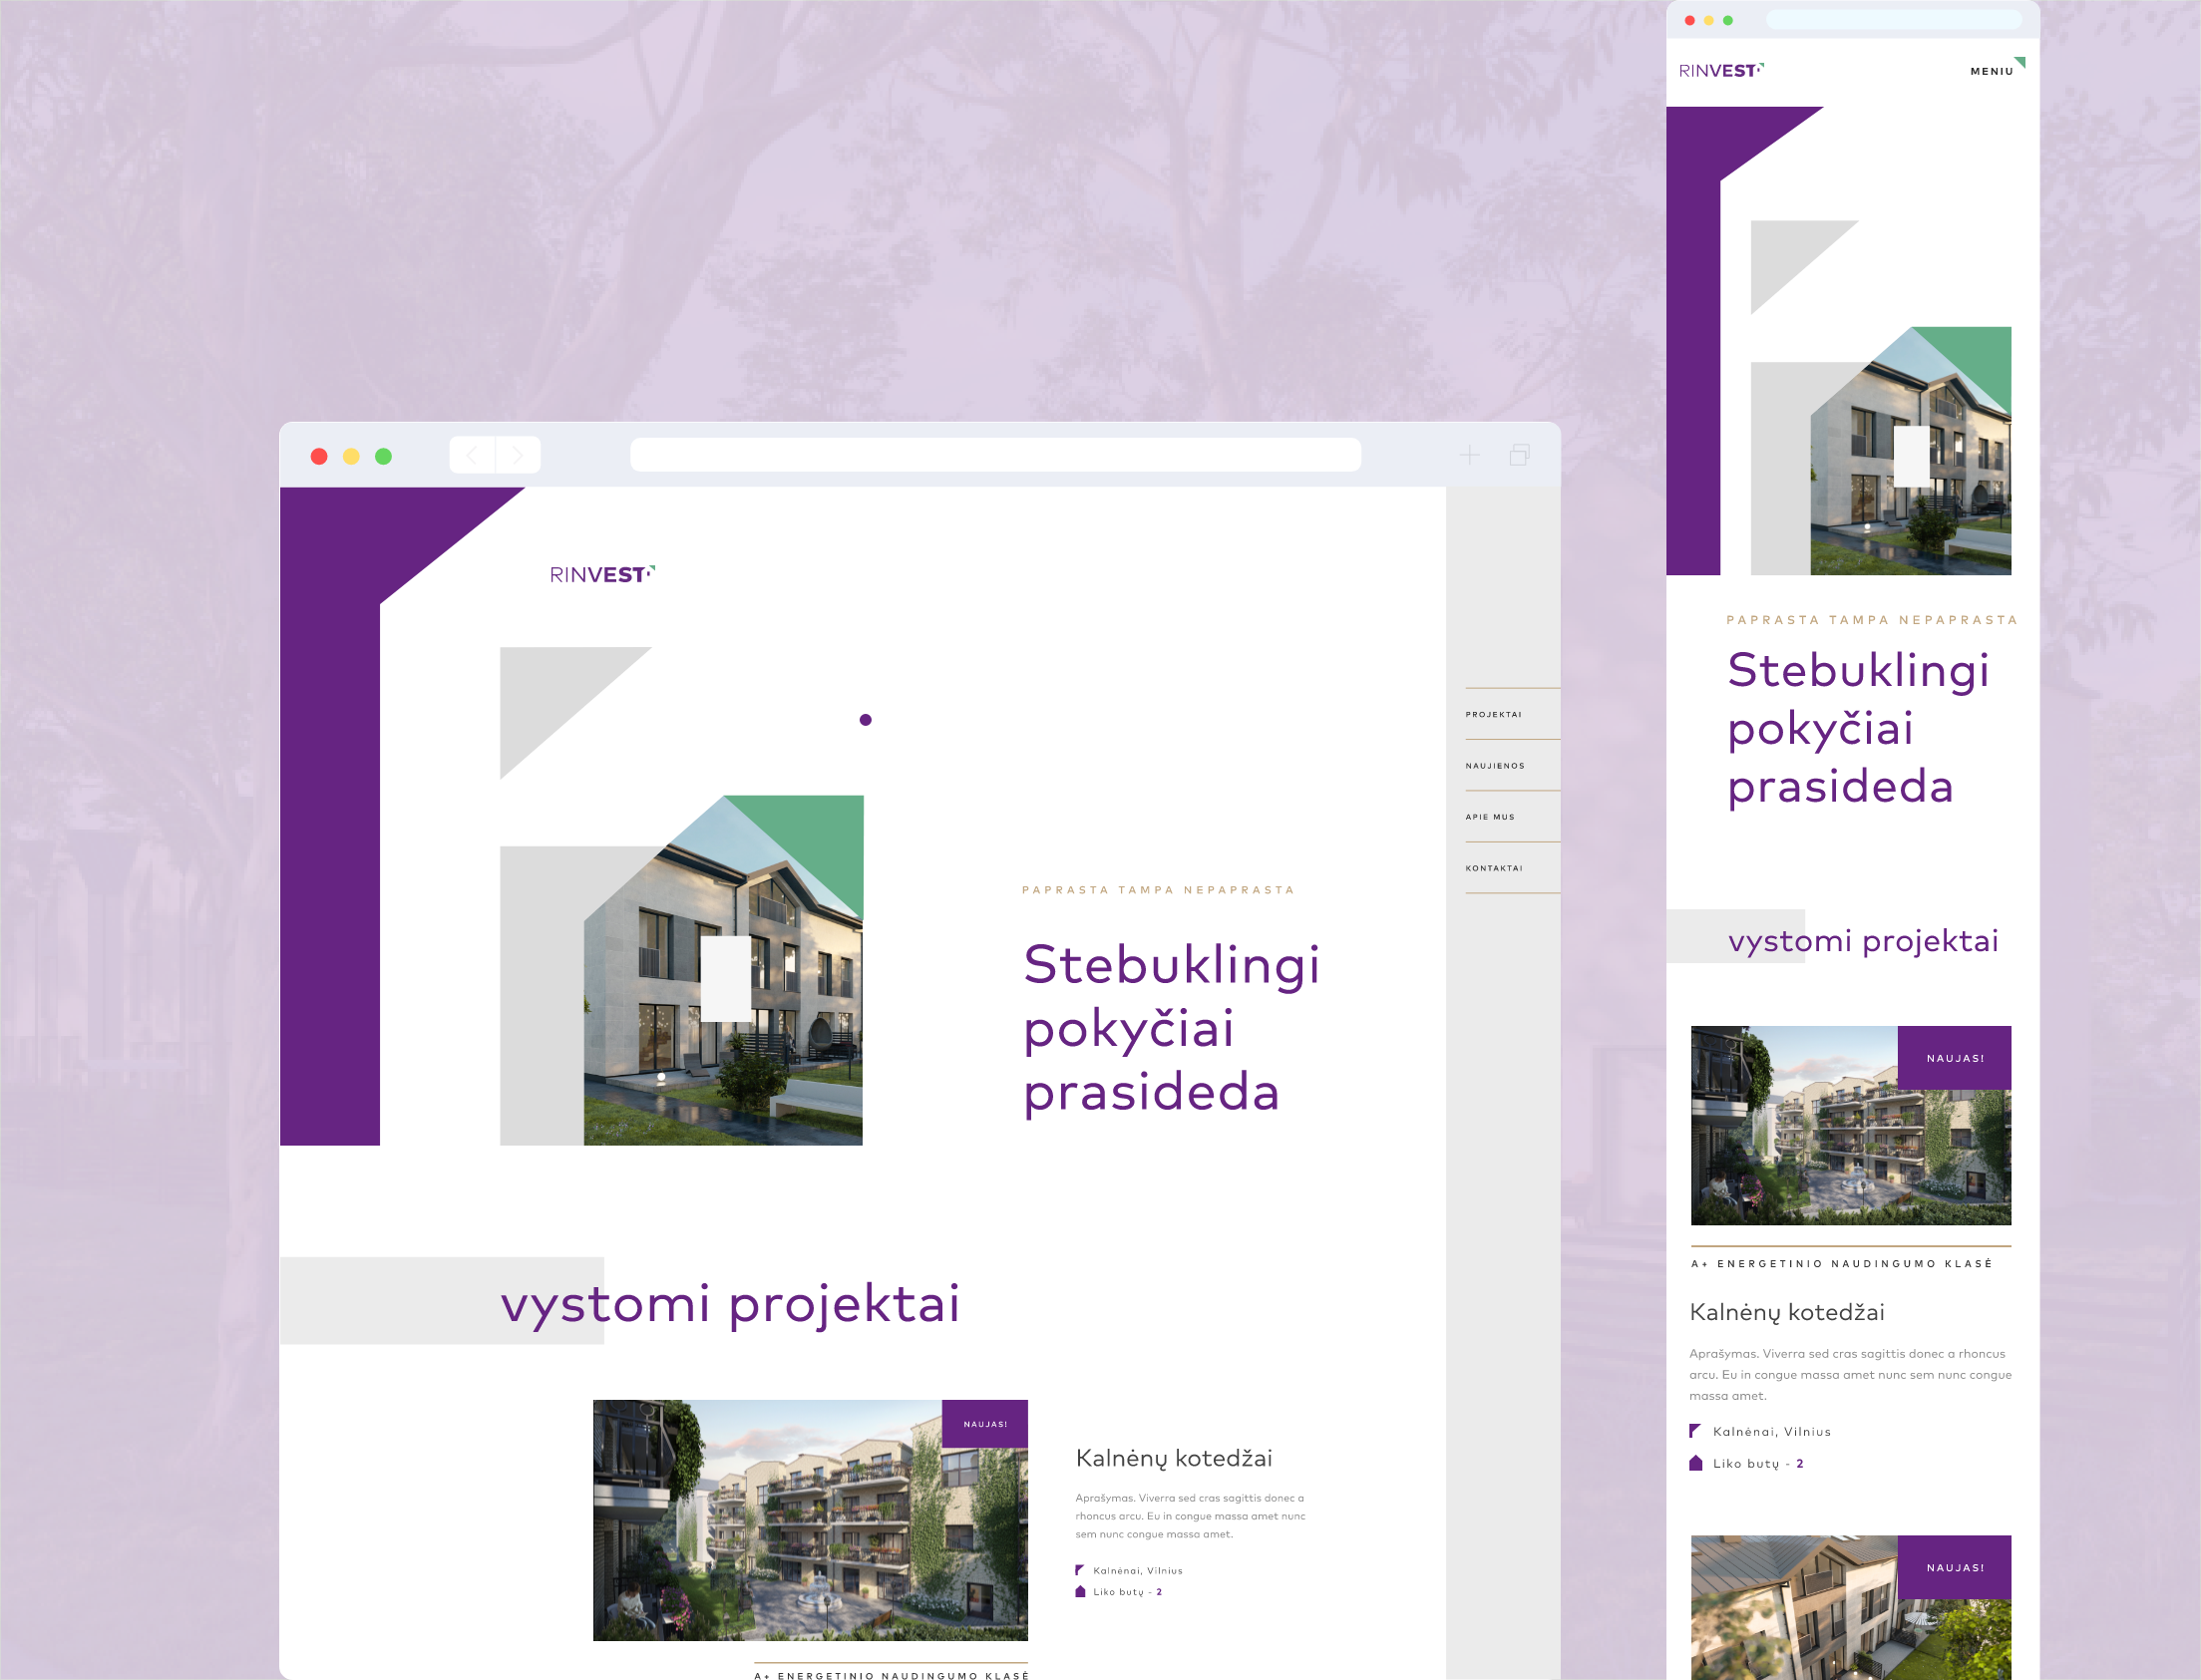 RINVEST
PROJEKTAI
NAUJIENOS
APIE MUS
KONTAKTAI
PAPRASTA TAMPA NEPAPRASTA
Stebuklingi
pokyčiai
prasideda
vystomi projektai
NAUJAS!
Kalnėnų kotedžai
Aprašymas. Viverra sed cras sagittis donec a
rhoncus arcu. Eu in congue massa amet nunc
sem nunc congue massa amet.
Kalnėnai, Vilnius
Liko butų - 2
A+ ENERGETINIO NAUDINGUMO KLASĖ
RINVEST
MENIU
PAPRASTA TAMPA NEPAPRASTA
Stebuklingi
pokyčiai
prasideda
vystomi projektai
NAUJAS!
A+ ENERGETINIO NAUDINGUMO KLASĖ
Kalnėnų kotedžai
Aprašymas. Viverra sed cras sagittis donec a rhoncus
arcu. Eu in congue massa amet nunc sem nunc congue
massa amet.
Kalnėnai, Vilnius
Liko butų - 2
NAUJAS!